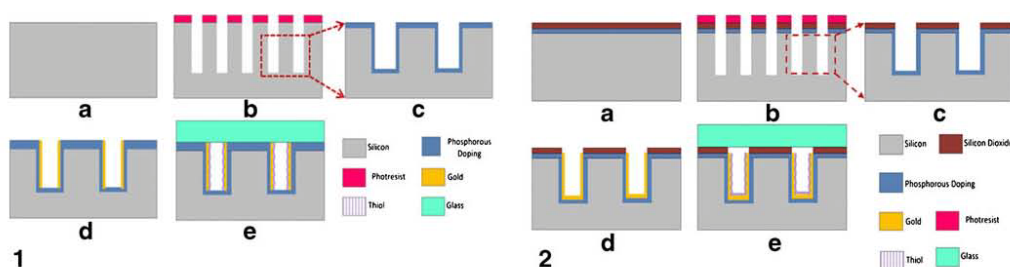 a
b
c
d
e
Silicon
Phosphorous
Doping
Photresist
Gold
Thiol
Glass
1
a
b
c
d
e
Silicon
Silicon Dioxide
Phosphorous Doping
Gold
Photresist
Thiol
Glass
2